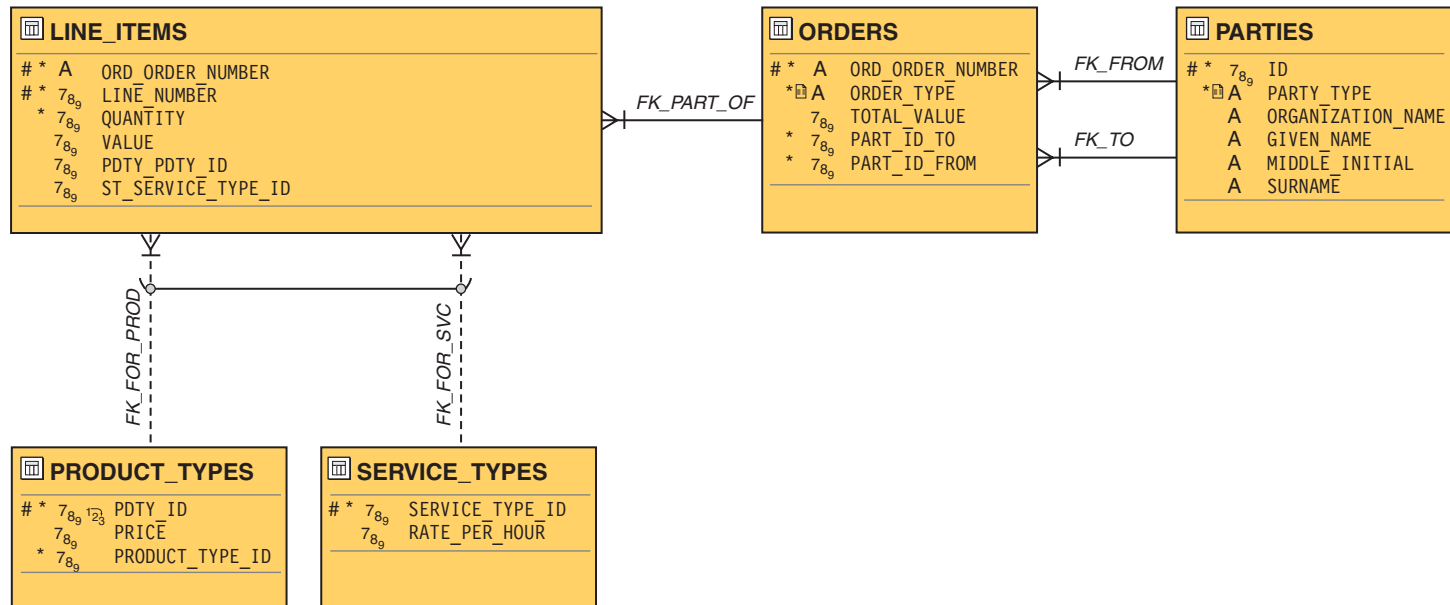 LINE_ITEMS
# * A ORD_ORDER_NUMBER
# * 789 LINE_NUMBER
* 789 QUANTITY
789 VALUE
789 PDTY_PDTY_ID
789 ST_SERVICE_TYPE_ID
FK_PART_OF
ORDERS
# * A ORD_ORDER_NUMBER
* A ORDER_TYPE
789 TOTAL_VALUE
* 789 PART_ID_TO
* 789 PART_ID_FROM
FK_FROM
FK_TO
PARTIES
# * 789 ID
* A PARTY_TYPE
A ORGANIZATION_NAME
A GIVEN_NAME
A MIDDLE_INITIAL
A SURNAME
FK_FOR_PROD
FK_FOR_SVC
PRODUCT_TYPES
# * 789 123 PDTY_ID
789 PRICE
* 789 PRODUCT_TYPE_ID
SERVICE_TYPES
# * 789 SERVICE_TYPE_ID
789 RATE_PER_HOUR